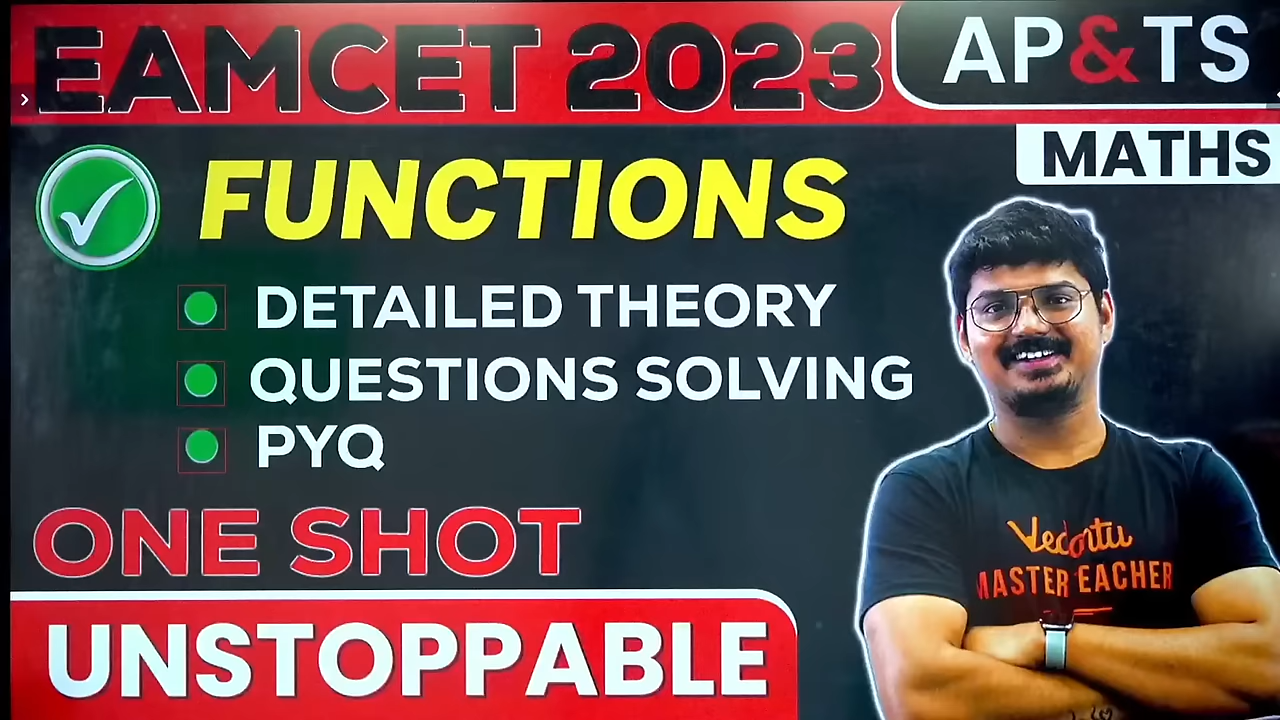 EAMCET 2023
AP&TS
MATHS
FUNCTIONS
DETAILED THEORY
QUESTIONS SOLVING
PYQ
ONE SHOT
UNSTOPPABLE
Vedantu
MASTER TEACHER